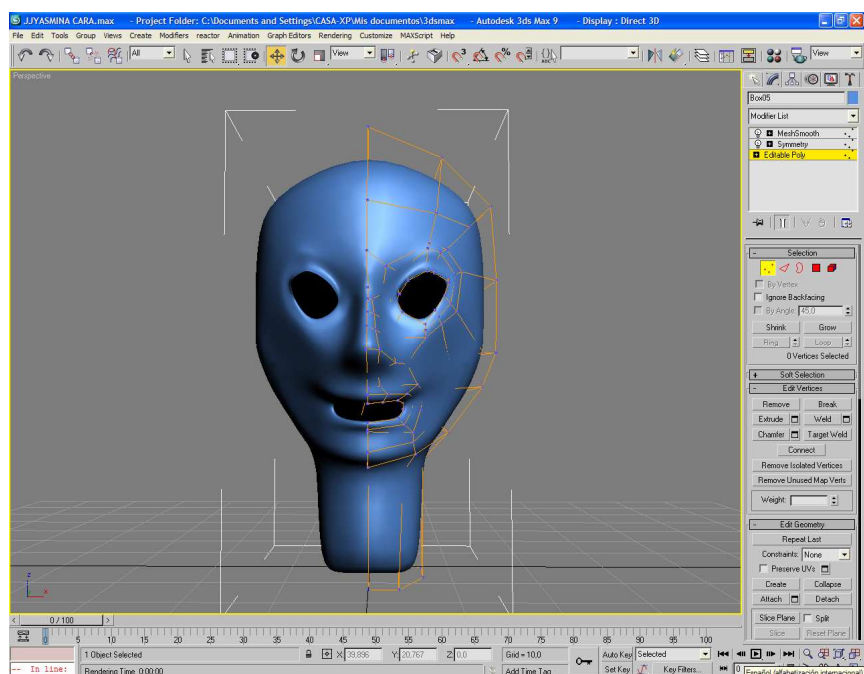 JJYASMINA CARA.max - Project Folder: C:\Documents and Settings\CASA-XP\Mis documentos\3dsmax - Autodesk 3ds Max 9 - Display : Direct 3D
File Edit Tools Group Views Create Modifiers reactor Animation Graph Editors Rendering Customize MAXScript Help
All View View
Perspective
Box05
Modifier List
MeshSmooth
Symmetry
Editable Poly
- Selection
By Vertex
Ignore Backfacing
By Angle: 45,0
Shrink Grow
Ring Loop
0 Vertices Selected
+ Soft Selection
- Edit Vertices
Remove Break
Extrude Weld
Chamfer Target Weld
Connect
Remove Isolated Vertices
Remove Unused Map Verts
Weight:
- Edit Geometry
Repeat Last
Constraints: None
Preserve UVs
Create Collapse
Attach Detach
Slice Plane Split
Slice Reset Plane
z
x
< 0 / 100 >
0 5 10 15 20 25 30 35 40 45 50 55 60 65 70 75 80 85 90 95 100
1 Object Selected X: 39,896 Y: 20,767 Z: 0,0 Grid = 10,0 Auto Key Selected
-- In line: Rendering Time 0:00:00 Add Time Tag Set Key Key Filters... 0
Español (alfabetización internacional)